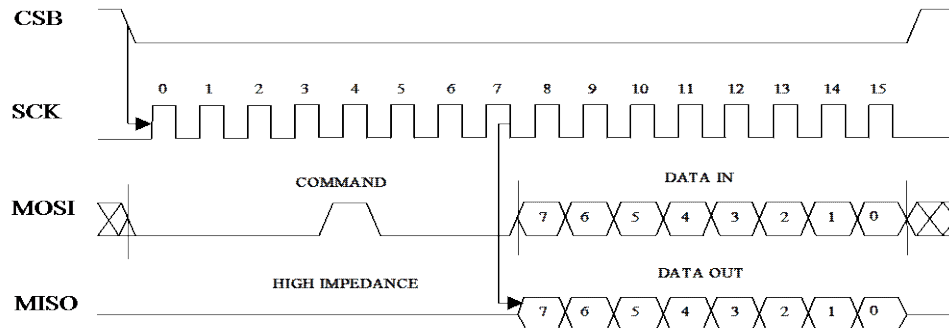 CSB
0 1 2 3 4 5 6 7 8 9 10 11 12 13 14 15
SCK
COMMAND DATA IN
MOSI 7 6 5 4 3 2 1 0
HIGH IMPEDANCE DATA OUT
MISO 7 6 5 4 3 2 1 0